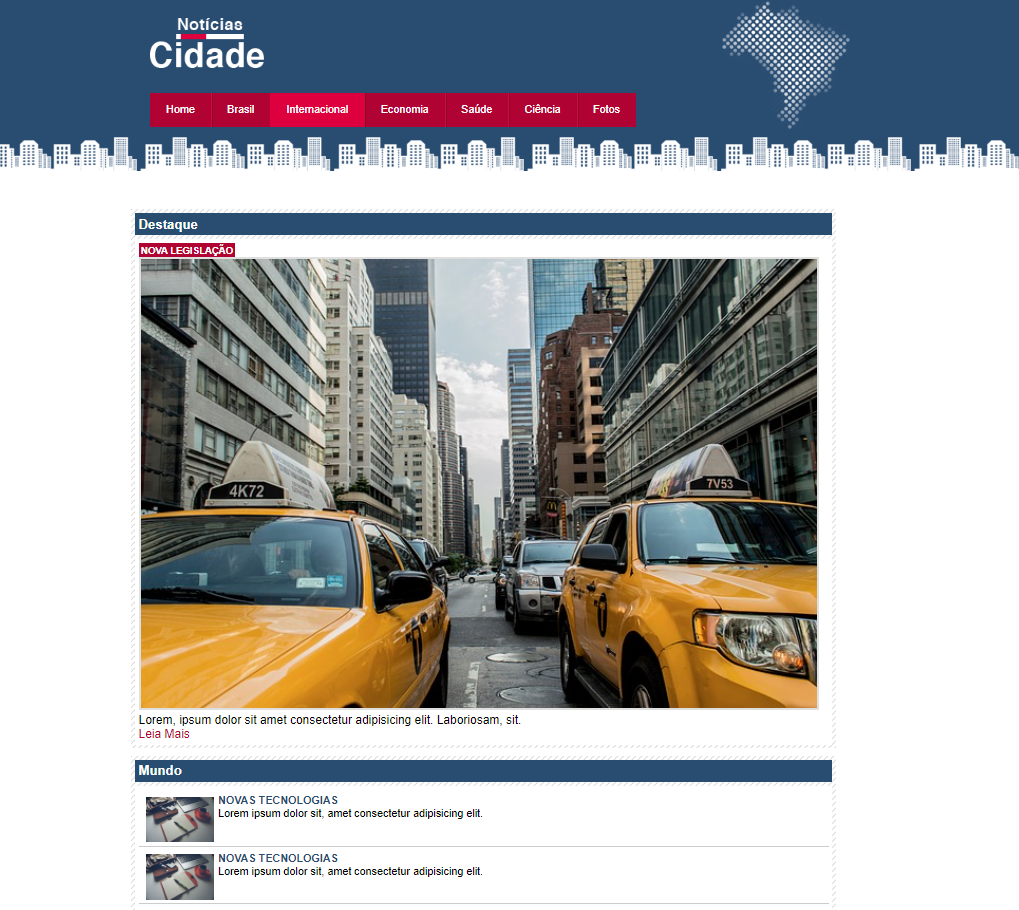 Notícias
Cidade
Home Brasil Internacional Economia Saúde Ciência Fotos
Destaque
NOVA LEGISLAÇÃO
4K72
7V53
Lorem, ipsum dolor sit amet consectetur adipisicing elit. Laboriosam, sit.
Leia Mais
Mundo
NOVAS TECNOLOGIAS
Lorem ipsum dolor sit, amet consectetur adipisicing elit.
NOVAS TECNOLOGIAS
Lorem ipsum dolor sit, amet consectetur adipisicing elit.